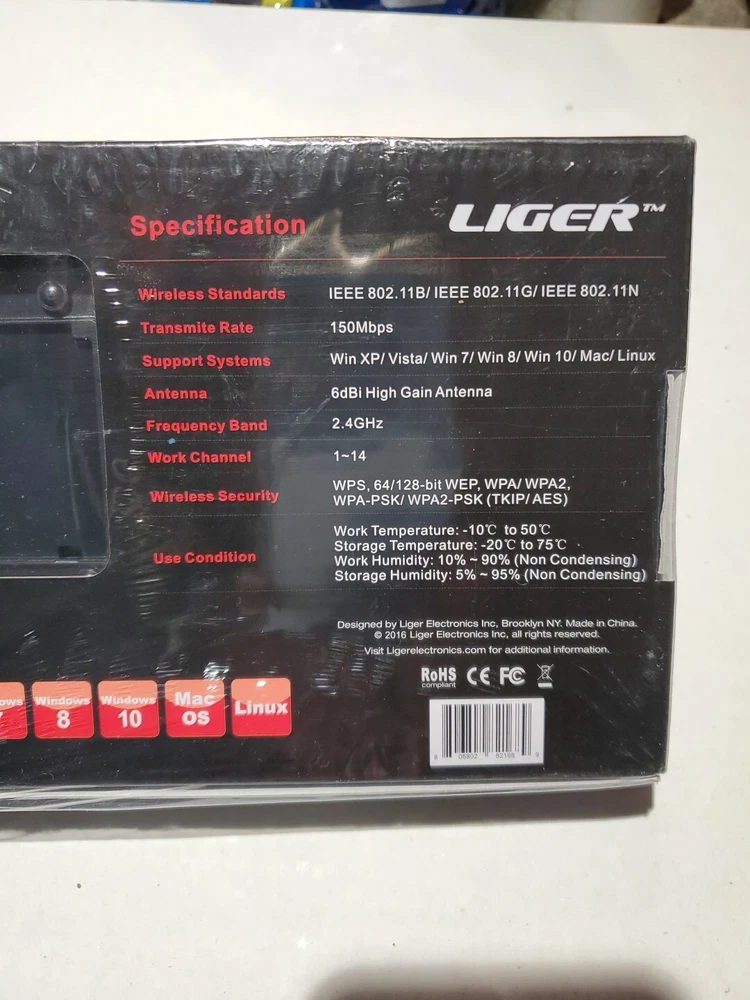 Specification
LIGER™
Wireless Standards IEEE 802.11B/ IEEE 802.11G/ IEEE 802.11N
Transmite Rate 150Mbps
Support Systems Win XP/ Vista/ Win 7/ Win 8/ Win 10/ Mac/ Linux
Antenna 6dBi High Gain Antenna
Frequency Band 2.4GHz
Work Channel 1~14
Wireless Security WPS, 64/128-bit WEP, WPA/ WPA2,
WPA-PSK/ WPA2-PSK (TKIP/ AES)
Use Condition Work Temperature: -10℃ to 50℃
Storage Temperature: -20℃ to 75℃
Work Humidity: 10% ~ 90% (Non Condensing)
Storage Humidity: 5% ~ 95% (Non Condensing)
Designed by Liger Electronics Inc, Brooklyn NY. Made in China.
© 2016 Liger Electronics Inc, all rights reserved.
Visit Ligerelectronics.com for additional information.
RoHS
compliant
CE FC
ows
7
Windows
8
Windows
10
Mac
OS
Linux